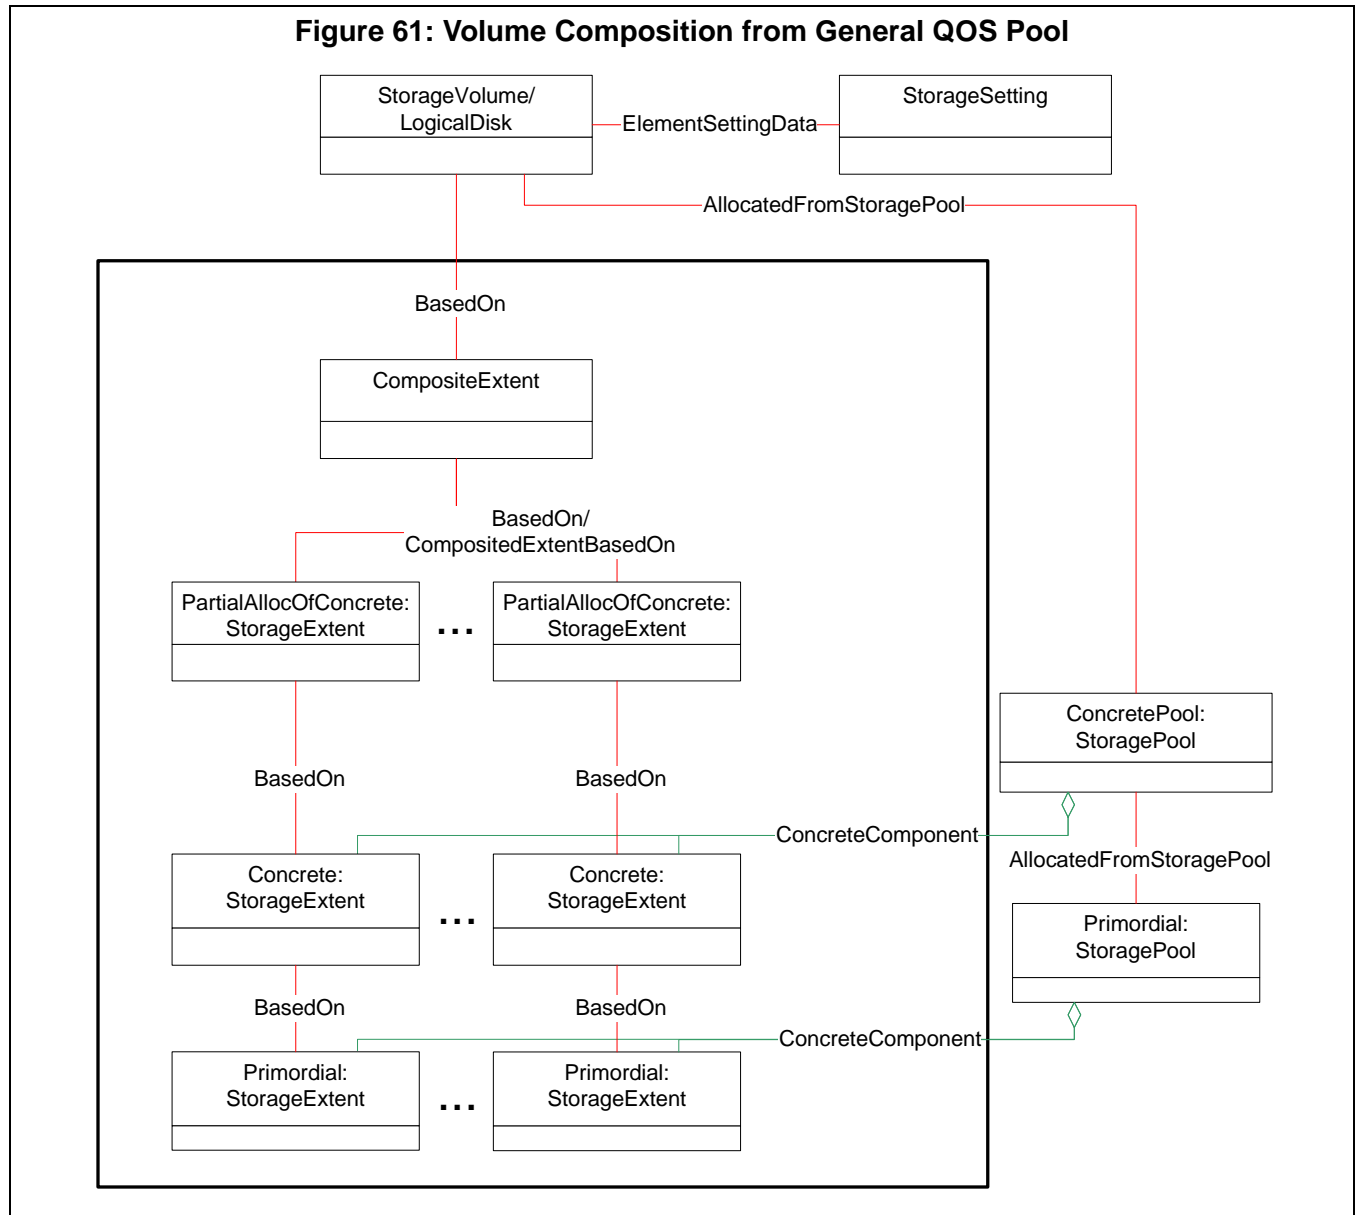 Figure 61: Volume Composition from General QOS Pool
StorageVolume/
LogicalDisk
ElementSettingData
StorageSetting
AllocatedFromStoragePool
BasedOn
CompositeExtent
BasedOn/
CompositedExtentBasedOn
PartialAllocOfConcrete:
StorageExtent
...
PartialAllocOfConcrete:
StorageExtent
ConcretePool:
StoragePool
BasedOn
BasedOn
ConcreteComponent
AllocatedFromStoragePool
Concrete:
StorageExtent
...
Concrete:
StorageExtent
Primordial:
StoragePool
BasedOn
BasedOn
ConcreteComponent
Primordial:
StorageExtent
...
Primordial:
StorageExtent